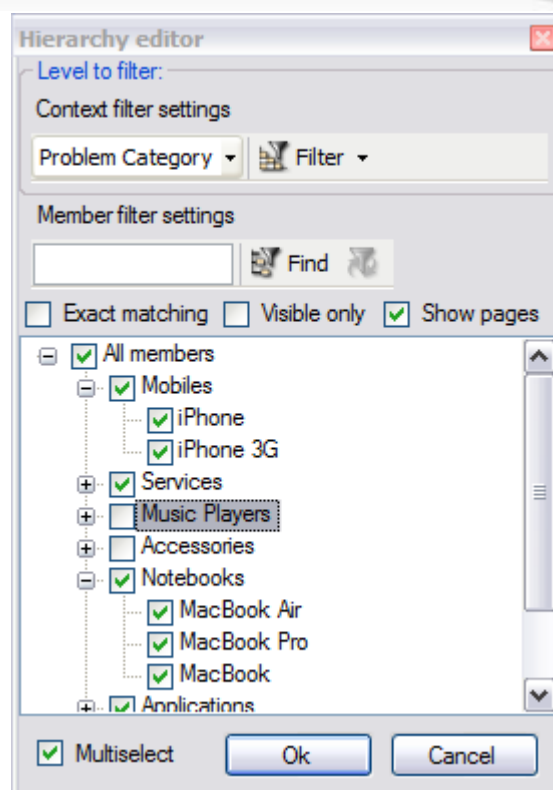 Hierarchy editor
Level to filter:
Context filter settings
Problem Category Filter
Member filter settings
Find
Exact matching Visible only Show pages
All members
Mobiles
iPhone
iPhone 3G
Services
Music Players
Accessories
Notebooks
MacBook Air
MacBook Pro
MacBook
Applications
Multiselect Ok Cancel